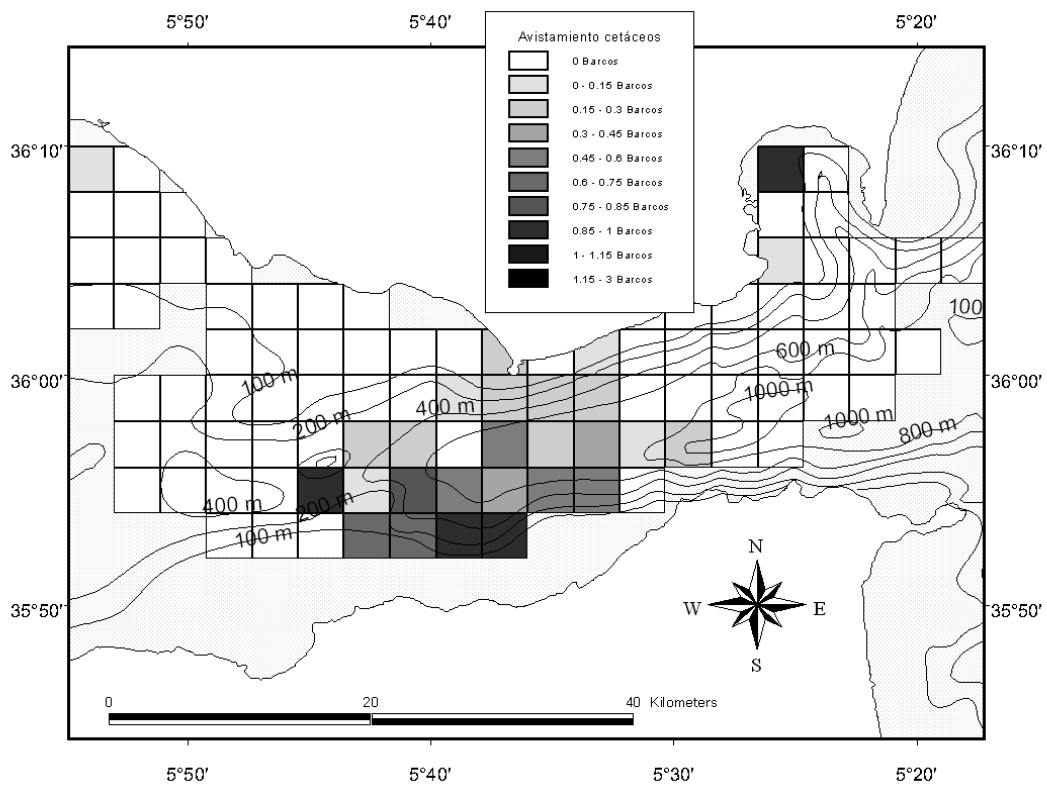 5°50' 5°40' 5°20'
Avistamiento cetáceos
0 Barcos
0 - 0.15 Barcos
0.15 - 0.3 Barcos
0.3 - 0.45 Barcos
0.45 - 0.6 Barcos
0.6 - 0.75 Barcos
0.75 - 0.85 Barcos
0.85 - 1 Barcos
1 - 1.15 Barcos
1.15 - 3 Barcos
36°10' 36°10'
100
600 m
36°00' 36°00'
100 m
1000 m
400 m
200 m
1000 m
800 m
400 m
200 m
100 m
N
35°50' W E 35°50'
S
0 20 40 Kilometers
5°50' 5°40' 5°30' 5°20'